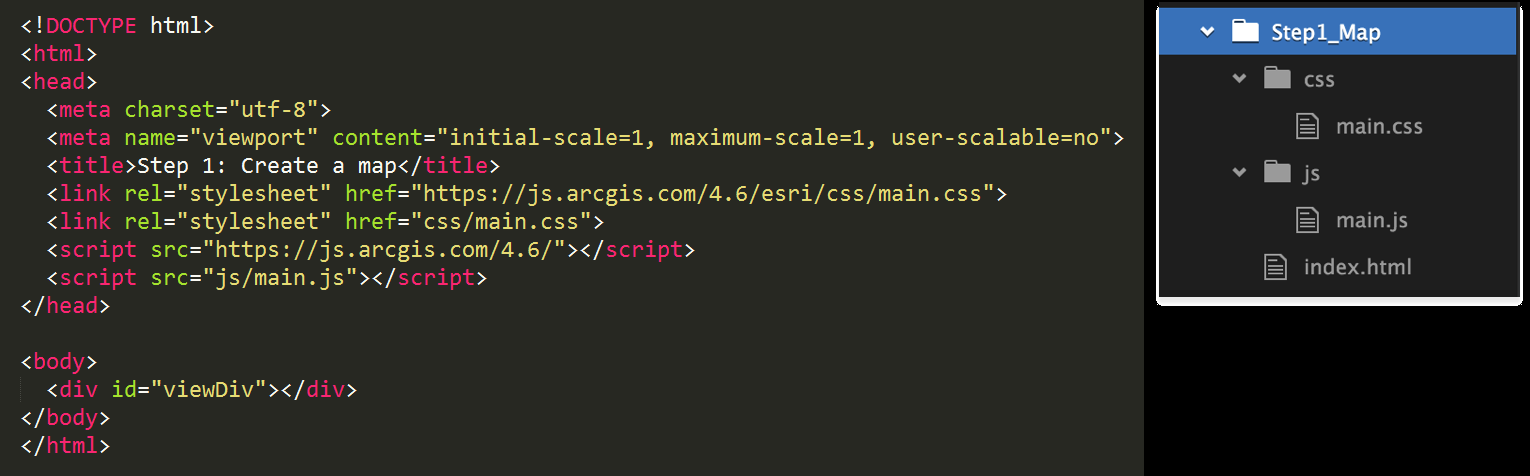 <!DOCTYPE html>
<html>
<head>
  <meta charset="utf-8">
  <meta name="viewport" content="initial-scale=1, maximum-scale=1, user-scalable=no">
  <title>Step 1: Create a map</title>
  <link rel="stylesheet" href="https://js.arcgis.com/4.6/esri/css/main.css">
  <link rel="stylesheet" href="css/main.css">
  <script src="https://js.arcgis.com/4.6/"></script>
  <script src="js/main.js"></script>
</head>

<body>
  <div id="viewDiv"></div>
</body>
</html>
Step1_Map
css
main.css
js
main.js
index.html